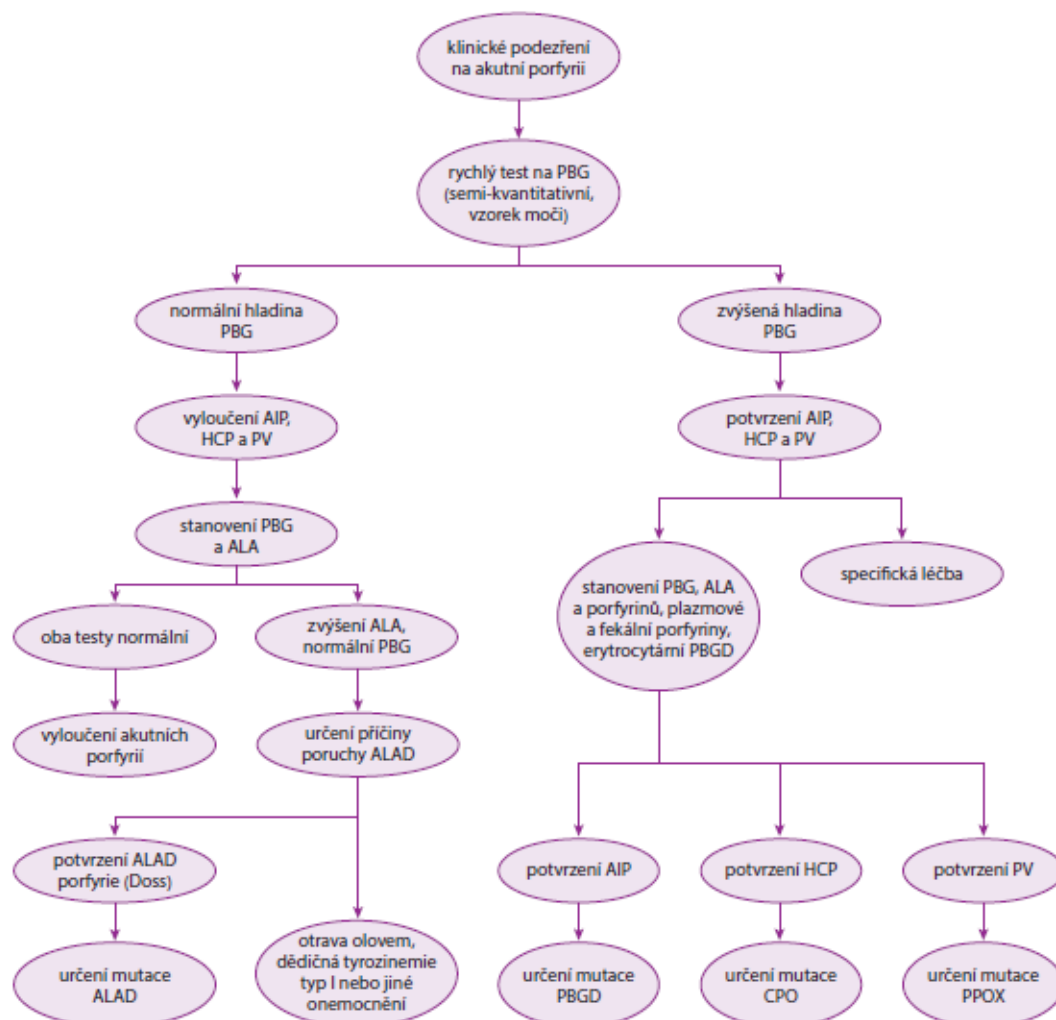 klinické podezření
na akutní porfyrii
rychlý test na PBG
(semi-kvantitativní,
vzorek moči)
normální hladina
PBG
zvýšená hladina
PBG
vyloučení AIP,
HCP a PV
potvrzení AIP,
HCP a PV
stanovení PBG
a ALA
stanovení PBG, ALA
a porfyrinů, plazmové
a fekální porfyriny,
erytrocytární PBGD
specifická léčba
oba testy normální
zvýšení ALA,
normální PBG
vyloučení akutních
porfyrií
určení příčiny
poruchy ALAD
potvrzení ALAD
porfyrie (Doss)
otrava olovem,
dědičná tyrozinemie
typ I nebo jiné
onemocnění
potvrzení AIP
potvrzení HCP
potvrzení PV
určení mutace
ALAD
určení mutace
PBGD
určení mutace
CPO
určení mutace
PPOX